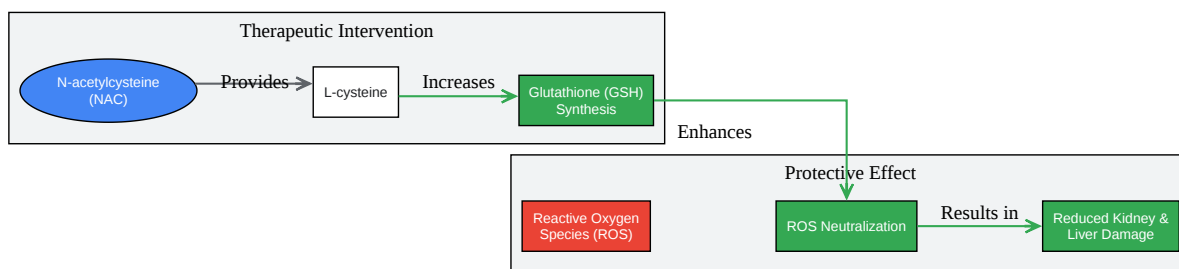 Therapeutic Intervention
N-acetylcysteine
(NAC)
Provides
L-cysteine
Increases
Glutathione (GSH)
Synthesis
Enhances
Protective Effect
Reactive Oxygen
Species (ROS)
ROS Neutralization
Results in
Reduced Kidney &
Liver Damage